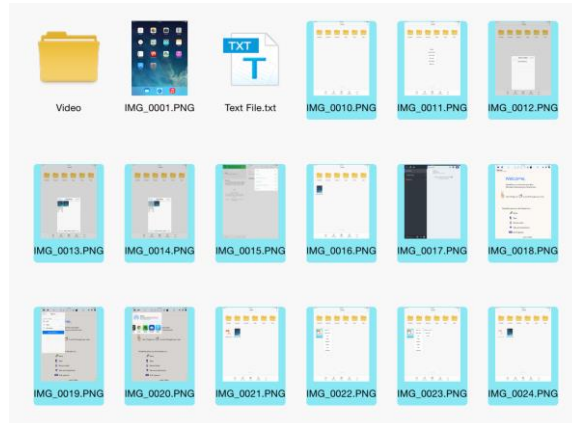 TXT
T
Video
IMG_0001.PNG
Text File.txt
IMG_0010.PNG
IMG_0011.PNG
IMG_0012.PNG
IMG_0013.PNG
IMG_0014.PNG
IMG_0015.PNG
IMG_0016.PNG
IMG_0017.PNG
Welcome
IMG_0018.PNG
IMG_0019.PNG
IMG_0020.PNG
IMG_0021.PNG
IMG_0022.PNG
IMG_0023.PNG
IMG_0024.PNG